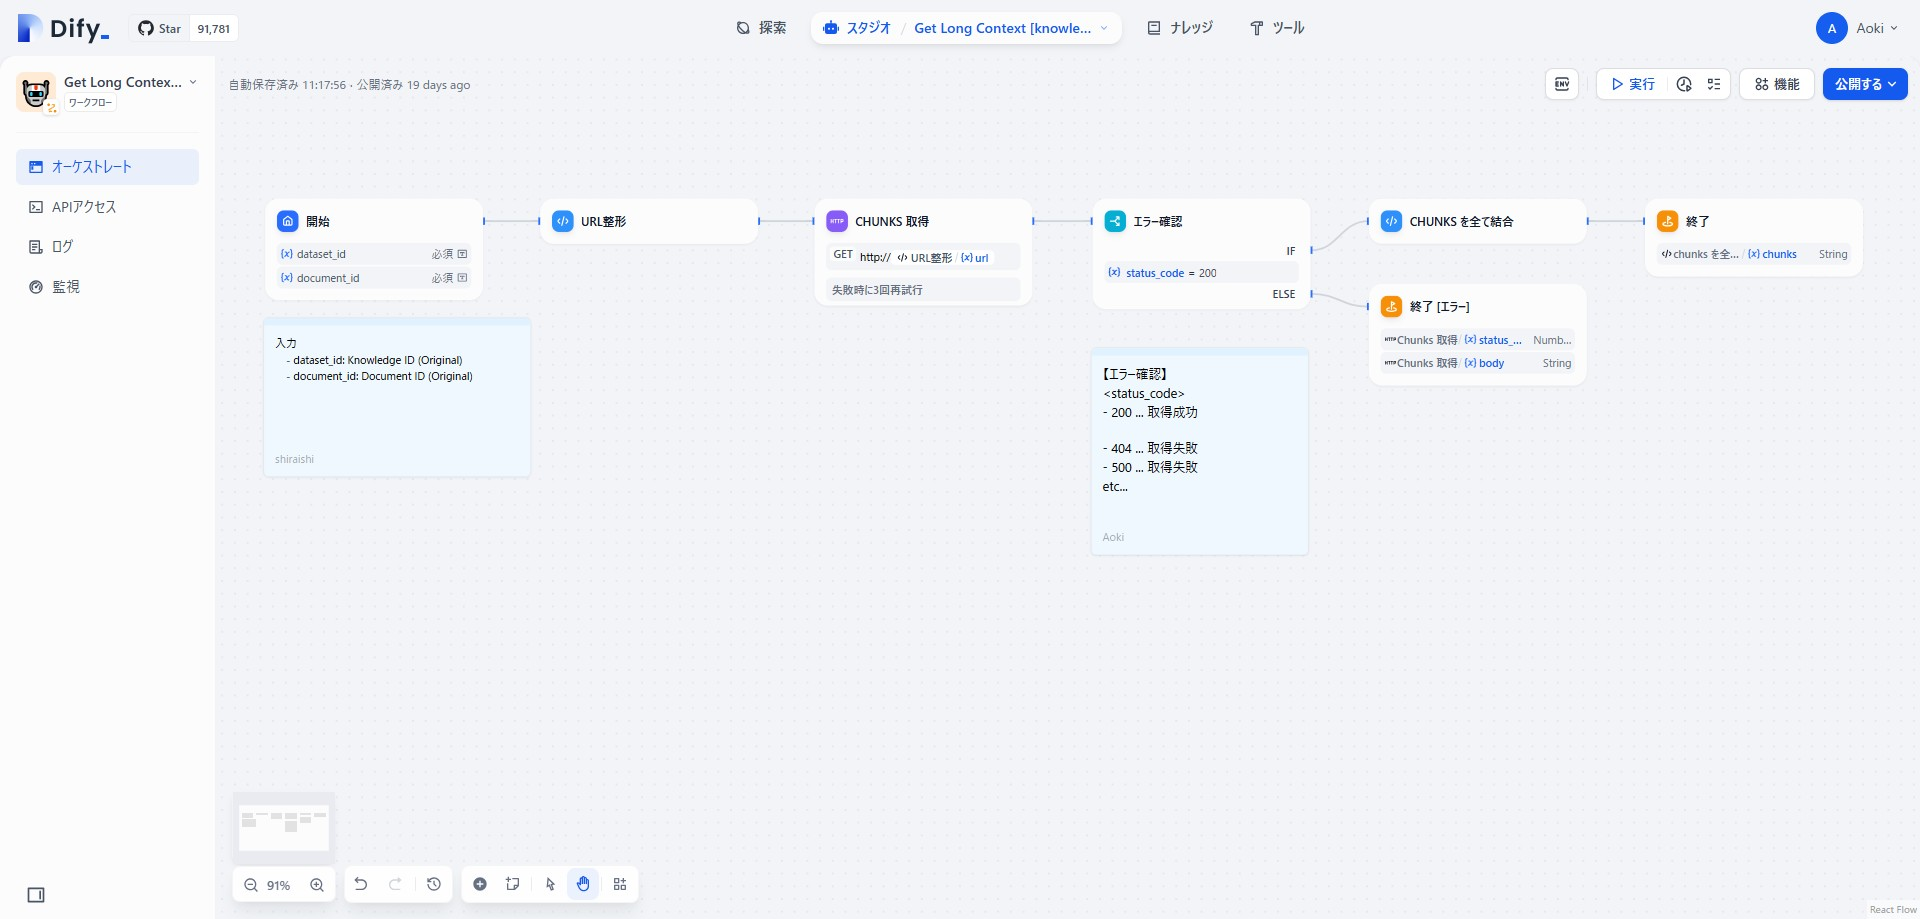 Dify_
Star 91,781
探索
スタジオ / Get Long Context [knowle...
ナレッジ
ツール
A Aoki
Get Long Contex...
ワークフロー
自動保存済み 11:17:56 · 公開済み 19 days ago
ENV
実行
機能
公開する
オーケストレート
APIアクセス
ログ
監視
開始
{x} dataset_id 必須
{x} document_id 必須
URL整形
HTTP CHUNKS 取得
GET http:// URL整形 / {x} url
失敗時に3回再試行
エラー確認
IF
{x} status_code = 200
ELSE
CHUNKS を全て結合
終了
chunks を全... / {x} chunks String
終了 [エラー]
HTTP Chunks 取得 / {x} status_... Numb...
HTTP Chunks 取得 / {x} body String
入力
- dataset_id: Knowledge ID (Original)
- document_id: Document ID (Original)
shiraishi
【エラー確認】
<status_code>
- 200 ... 取得成功
- 404 ... 取得失敗
- 500 ... 取得失敗
etc...
Aoki
91%
React Flow